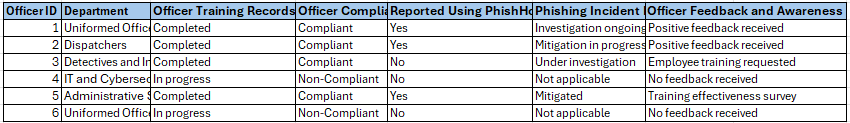 Officer ID Department Officer Training Records Officer Complia Reported Using PhishHo Phishing Incident Officer Feedback and Awareness
1 Uniformed Offic Completed Compliant Yes Investigation ongoing Positive feedback received
2 Dispatchers Completed Compliant Yes Mitigation in progress Positive feedback received
3 Detectives and In Completed Compliant No Under investigation Employee training requested
4 IT and Cybersec In progress Non-Compliant No Not applicable No feedback received
5 Administrative S Completed Compliant Yes Mitigated Training effectiveness survey
6 Uniformed Offic In progress Non-Compliant No Not applicable No feedback received